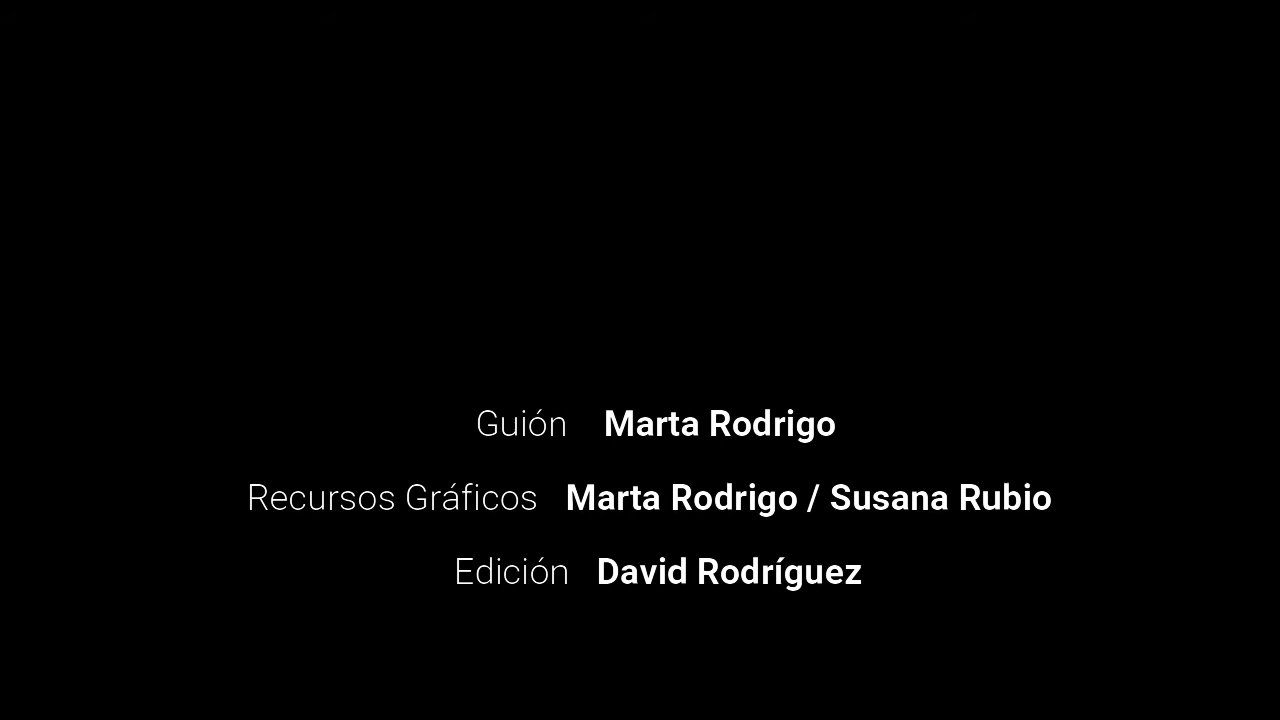 Guión Marta Rodrigo
Recursos Gráficos Marta Rodrigo / Susana Rubio
Edición David Rodríguez